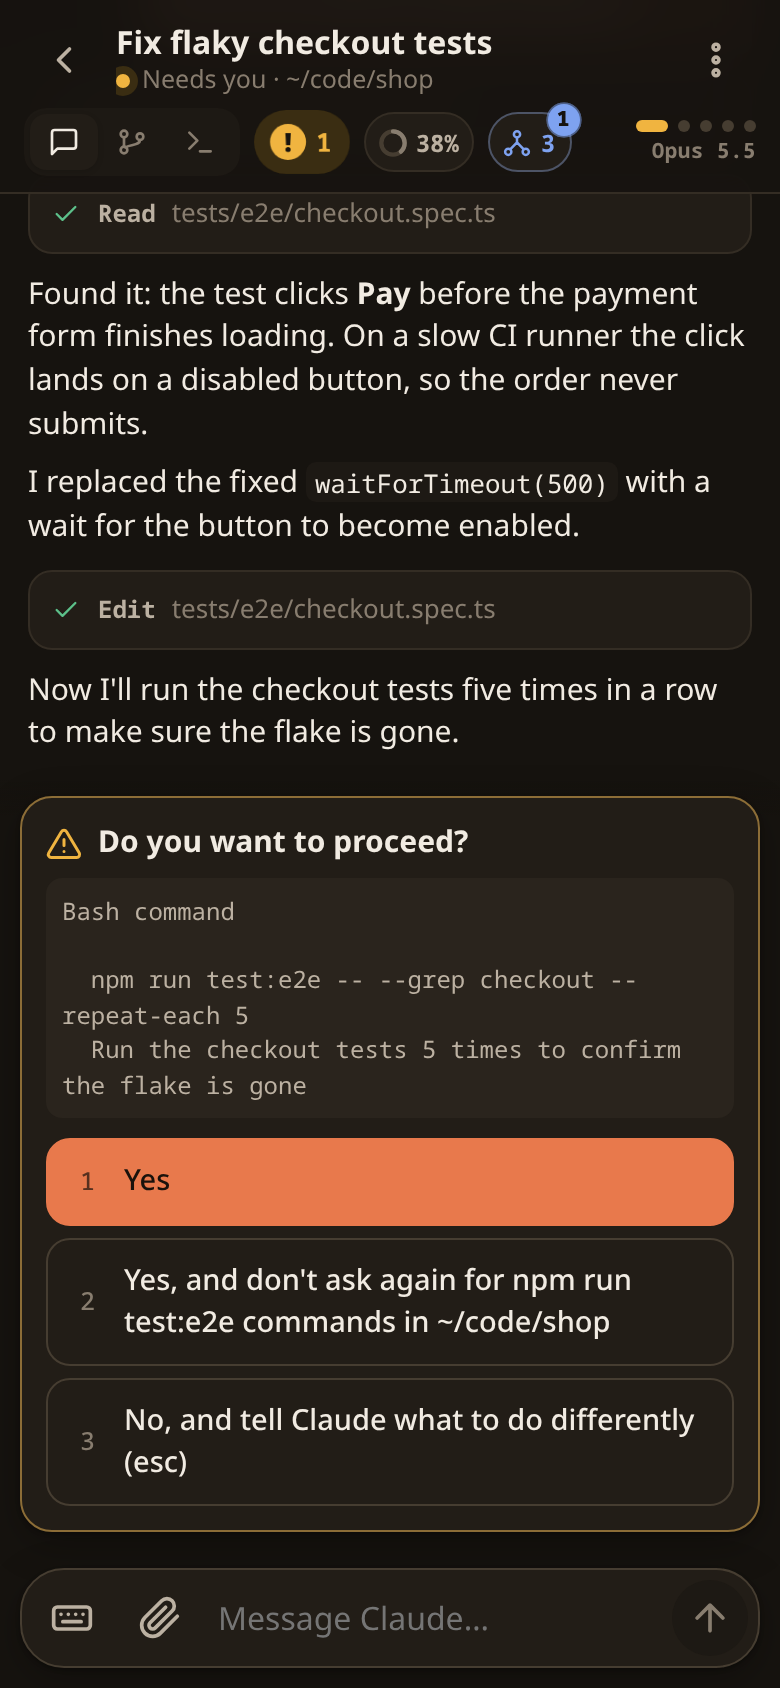 Fix flaky checkout tests
Needs you · ~/code/shop
! 1
38%
3
1
Opus 5.5
Read tests/e2e/checkout.spec.ts
Found it: the test clicks Pay before the payment
form finishes loading. On a slow CI runner the click
lands on a disabled button, so the order never
submits.
I replaced the fixed waitForTimeout(500) with a
wait for the button to become enabled.
Edit tests/e2e/checkout.spec.ts
Now I'll run the checkout tests five times in a row
to make sure the flake is gone.
Do you want to proceed?
Bash command
npm run test:e2e -- --grep checkout --
repeat-each 5
Run the checkout tests 5 times to confirm
the flake is gone
1 Yes
2 Yes, and don't ask again for npm run
test:e2e commands in ~/code/shop
3 No, and tell Claude what to do differently
(esc)
Message Claude...